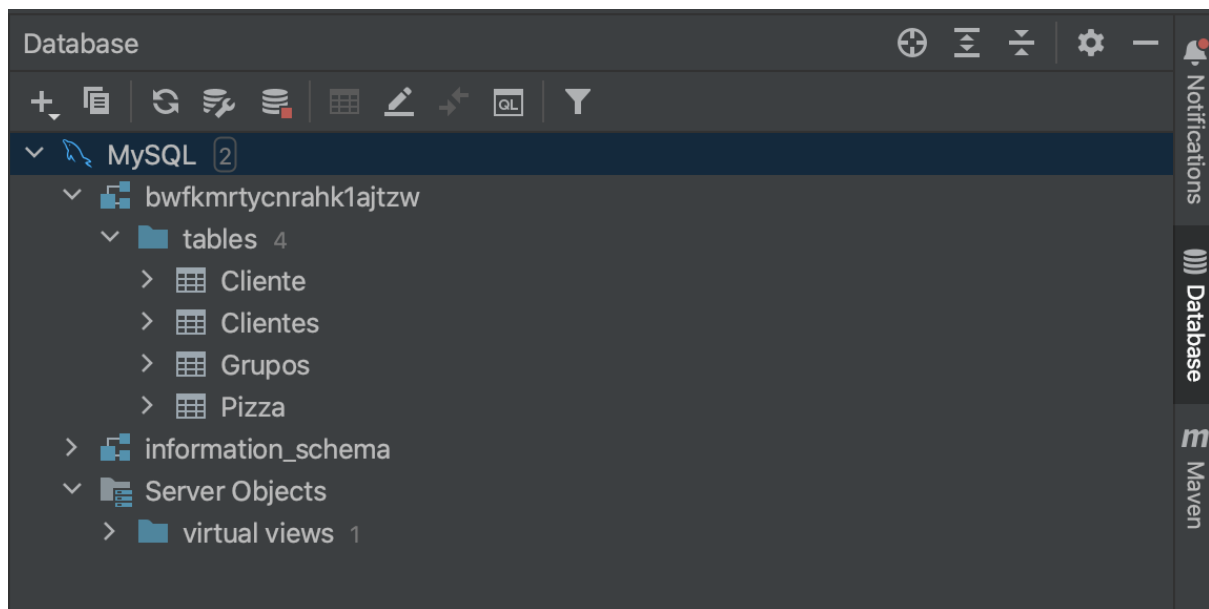 Database
QL
MySQL 2
bwfkmrtycnrahk1ajtzw
tables 4
Cliente
Clientes
Grupos
Pizza
information_schema
Server Objects
virtual views 1
Notifications
Database
m
Maven